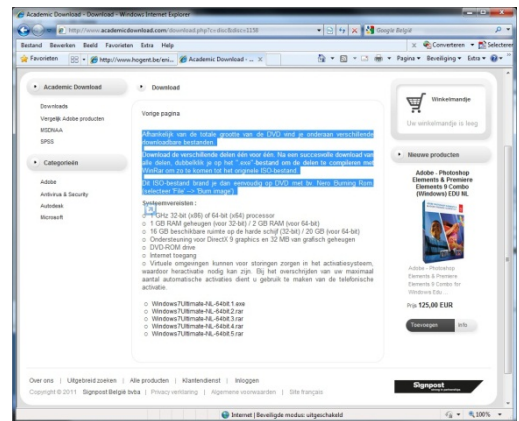 Academic Download - Download - Windows Internet Explorer
http://www.academicdownload.com/download.php?s=disc&disc=1158
Google België
Bestand Bewerken Beeld Favorieten Extra Help
Converteren Selecteren
Favorieten
http://www.hogent.be/eni...
Academic Download - ...
Pagina Beveiliging Extra
Academic Download
Downloads
Vergelijk Adobe producten
MSDNAA
SPSS
Categorieën
Adobe
Antivirus & Security
Autodesk
Microsoft
Download
Vorige pagina
Afhankelijk van de totale grootte van de DVD vind je onderaan verschillende
downloadbare bestanden.
Download de verschillende delen één voor één. Na een succesvolle download van
alle delen, dubbelklik je op het ".exe"-bestand om de delen te compileren met
WinRar om zo te komen tot het originele ISO-bestand.
Dit ISO-bestand brand je dan eenvoudig op DVD met bv. Nero Burning Rom
(selecteer 'File' --> 'Burn image')
Systeemvereisten :
1 GHz 32-bit (x86) of 64-bit (x64) processor
1 GB RAM geheugen (voor 32-bit) / 2 GB RAM (voor 64-bit)
16 GB beschikbare ruimte op de harde schijf (32-bit) / 20 GB (voor 64-bit)
Ondersteuning voor DirectX 9 graphics en 32 MB van grafisch geheugen
DVD-ROM drive
Internet toegang
Virtuele omgevingen kunnen voor storingen zorgen in het activatiesysteem,
waardoor heractivatie nodig kan zijn. Bij het overschrijden van uw maximaal
aantal automatische activaties dient u gebruik te maken van de telefonische
activatie.
Windows7Ultimate-NL-64bit.1.exe
Windows7Ultimate-NL-64bit.2.rar
Windows7Ultimate-NL-64bit.3.rar
Windows7Ultimate-NL-64bit.4.rar
Windows7Ultimate-NL-64bit.5.rar
Winkelmandje
Uw winkelmandje is leeg
Nieuwe producten
Adobe - Photoshop
Elements & Premiere
Elements 9 Combo
(Windows) EDU NL
Adobe - Photoshop
Elements & Premiere
Elements 9 Combo for
Windows Edu ...
Prijs 125,00 EUR
Toevoegen Info
Over ons | Uitgebreid zoeken | Alle producten | Klantendienst | Inloggen
Copyright © 2011 Signpost België bvba | Privacy verklaring | Algemene voorwaarden | Site français
Signpost
Internet | Beveiligde modus: uitgeschakeld
100%